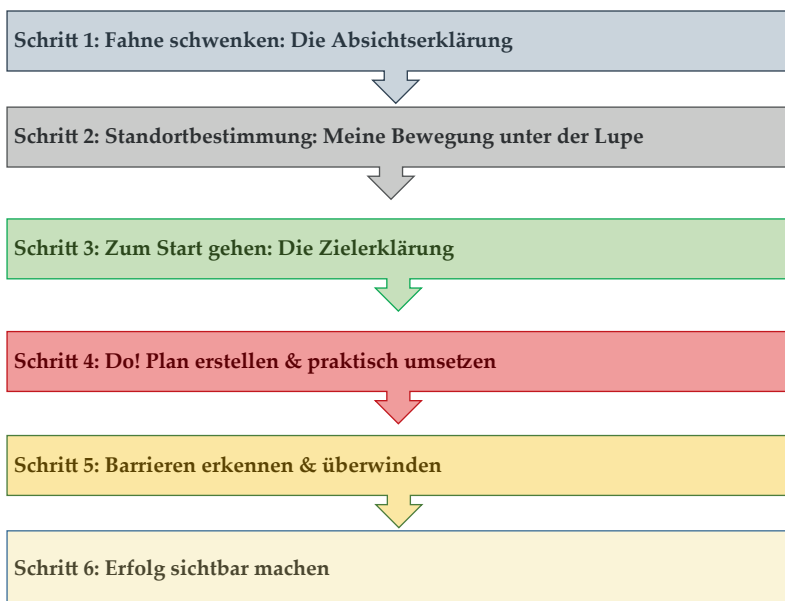 Schritt 1: Fahne schwenken: Die Absichtserklärung
Schritt 2: Standortbestimmung: Meine Bewegung unter der Lupe
Schritt 3: Zum Start gehen: Die Zielerklärung
Schritt 4: Do! Plan erstellen & praktisch umsetzen
Schritt 5: Barrieren erkennen & überwinden
Schritt 6: Erfolg sichtbar machen